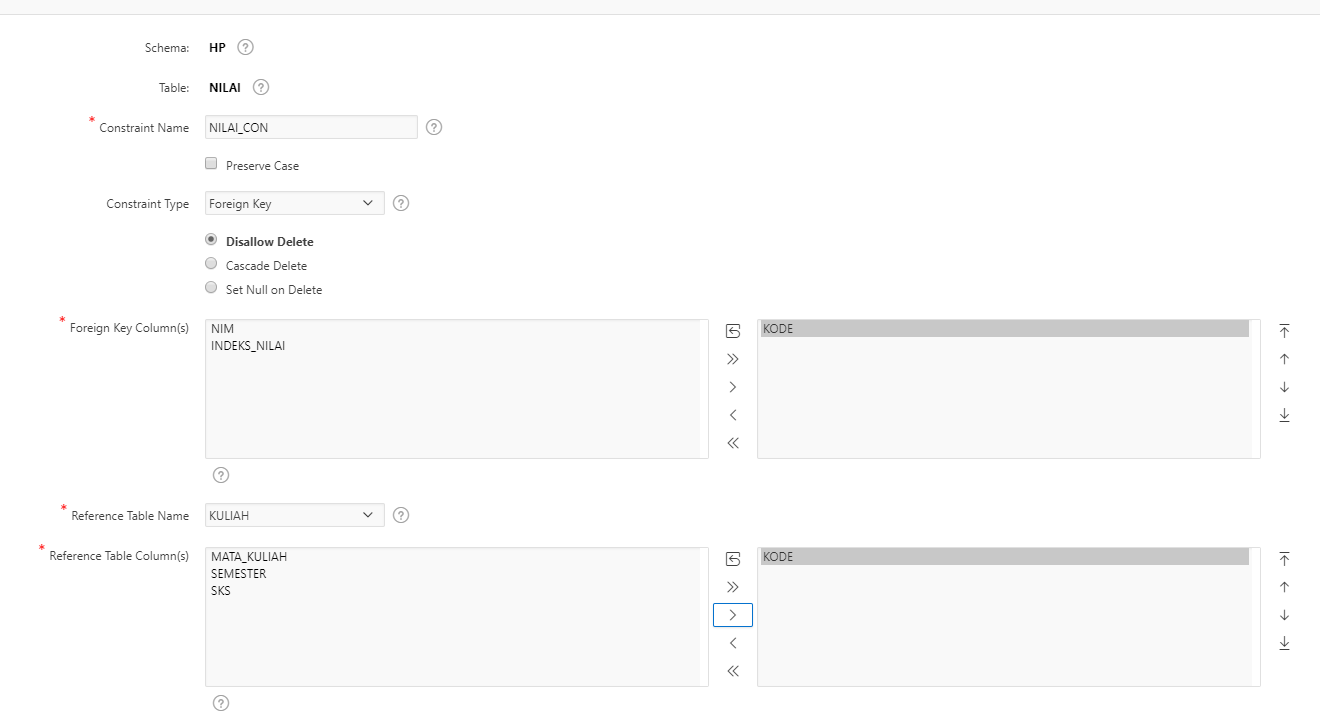 Schema: HP ?
Table: NILAI ?
* Constraint Name NILAI_CON ?
Preserve Case
Constraint Type Foreign Key ?
Disallow Delete
Cascade Delete
Set Null on Delete
* Foreign Key Column(s)
NIM
INDEKS_NILAI
KODE
?
* Reference Table Name KULIAH ?
* Reference Table Column(s)
MATA_KULIAH
SEMESTER
SKS
KODE
?